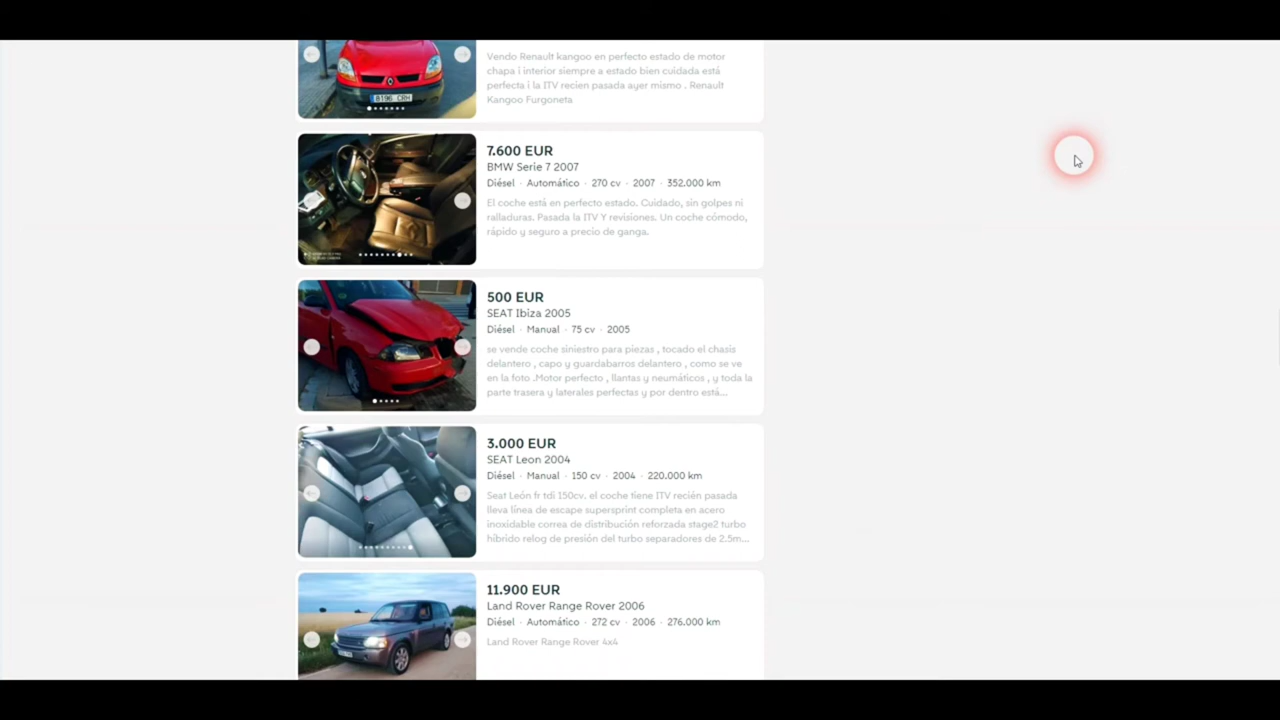 Vendo Renault kangoo en perfecto estado de motor
chapa i interior siempre a estado bien cuidada está
perfecta i la ITV recien pasada ayer mismo . Renault
Kangoo Furgoneta
8196 CRH
7.600 EUR
BMW Serie 7 2007
Diésel · Automático · 270 cv · 2007 · 352.000 km
El coche está en perfecto estado. Cuidado, sin golpes ni
ralladuras. Pasada la ITV Y revisiones. Un coche cómodo,
rápido y seguro a precio de ganga.
500 EUR
SEAT Ibiza 2005
Diésel · Manual · 75 cv · 2005
se vende coche siniestro para piezas , tocado el chasis
delantero , capo y guardabarros delantero , como se ve
en la foto .Motor perfecto , llantas y neumáticos , y toda la
parte trasera y laterales perfectas y por dentro está...
3.000 EUR
SEAT Leon 2004
Diésel · Manual · 150 cv · 2004 · 220.000 km
Seat León fr tdi 150cv. el coche tiene ITV recién pasada
lleva línea de escape supersprint completa en acero
inoxidable correa de distribución reforzada stage2 turbo
híbrido relog de presión del turbo separadores de 2.5m...
11.900 EUR
Land Rover Range Rover 2006
Diésel · Automático · 272 cv · 2006 · 276.000 km
Land Rover Range Rover 4x4